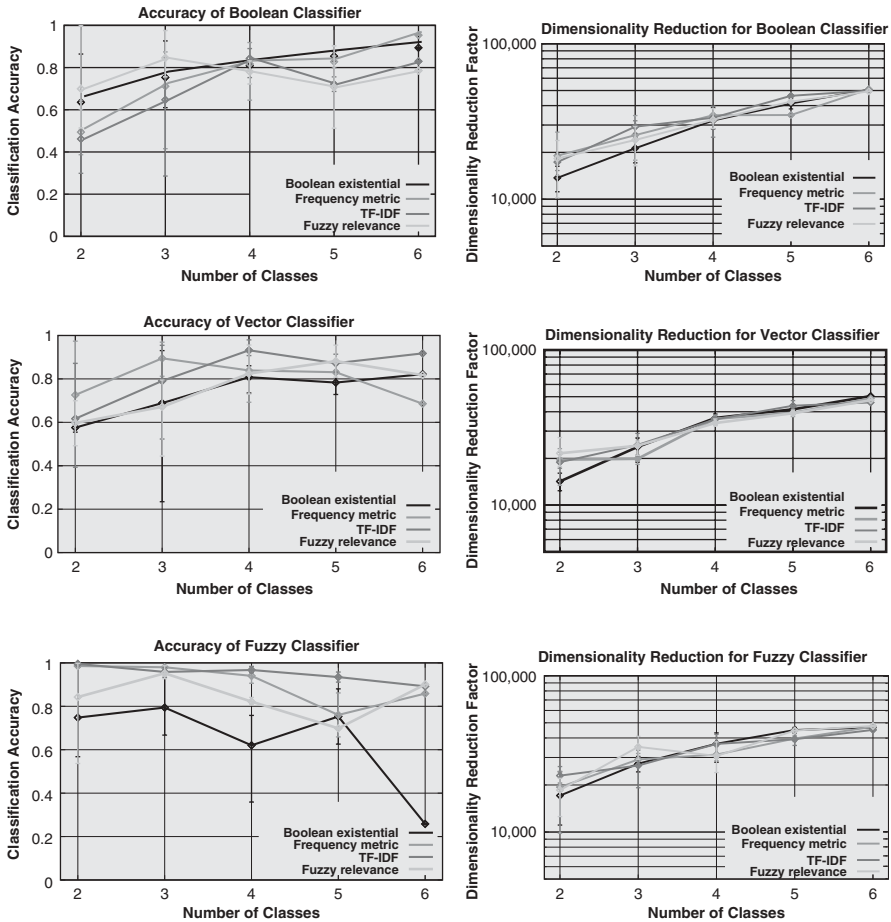 Accuracy of Boolean Classifier
Classification Accuracy
1
0.8
0.6
0.4
0.2
0
Boolean existential
Frequency metric
TF-IDF
Fuzzy relevance
2 3 4 5 6
Number of Classes
Dimensionality Reduction for Boolean Classifier
Dimensionality Reduction Factor
100,000
10,000
Boolean existential
Frequency metric
TF-IDF
Fuzzy relevance
2 3 4 5 6
Number of Classes
Accuracy of Vector Classifier
Classification Accuracy
1
0.8
0.6
0.4
0.2
0
Boolean existential
Frequency metric
TF-IDF
Fuzzy relevance
2 3 4 5 6
Number of Classes
Dimensionality Reduction for Vector Classifier
Dimensionality Reduction Factor
100,000
10,000
Boolean existential
Frequency metric
TF-IDF
Fuzzy relevance
2 3 4 5 6
Number of Classes
Accuracy of Fuzzy Classifier
Classification Accuracy
1
0.8
0.6
0.4
0.2
0
Boolean existential
Frequency metric
TF-IDF
Fuzzy relevance
2 3 4 5 6
Number of Classes
Dimensionality Reduction for Fuzzy Classifier
Dimensionality Reduction Factor
100,000
10,000
Boolean existential
Frequency metric
TF-IDF
Fuzzy relevance
2 3 4 5 6
Number of Classes